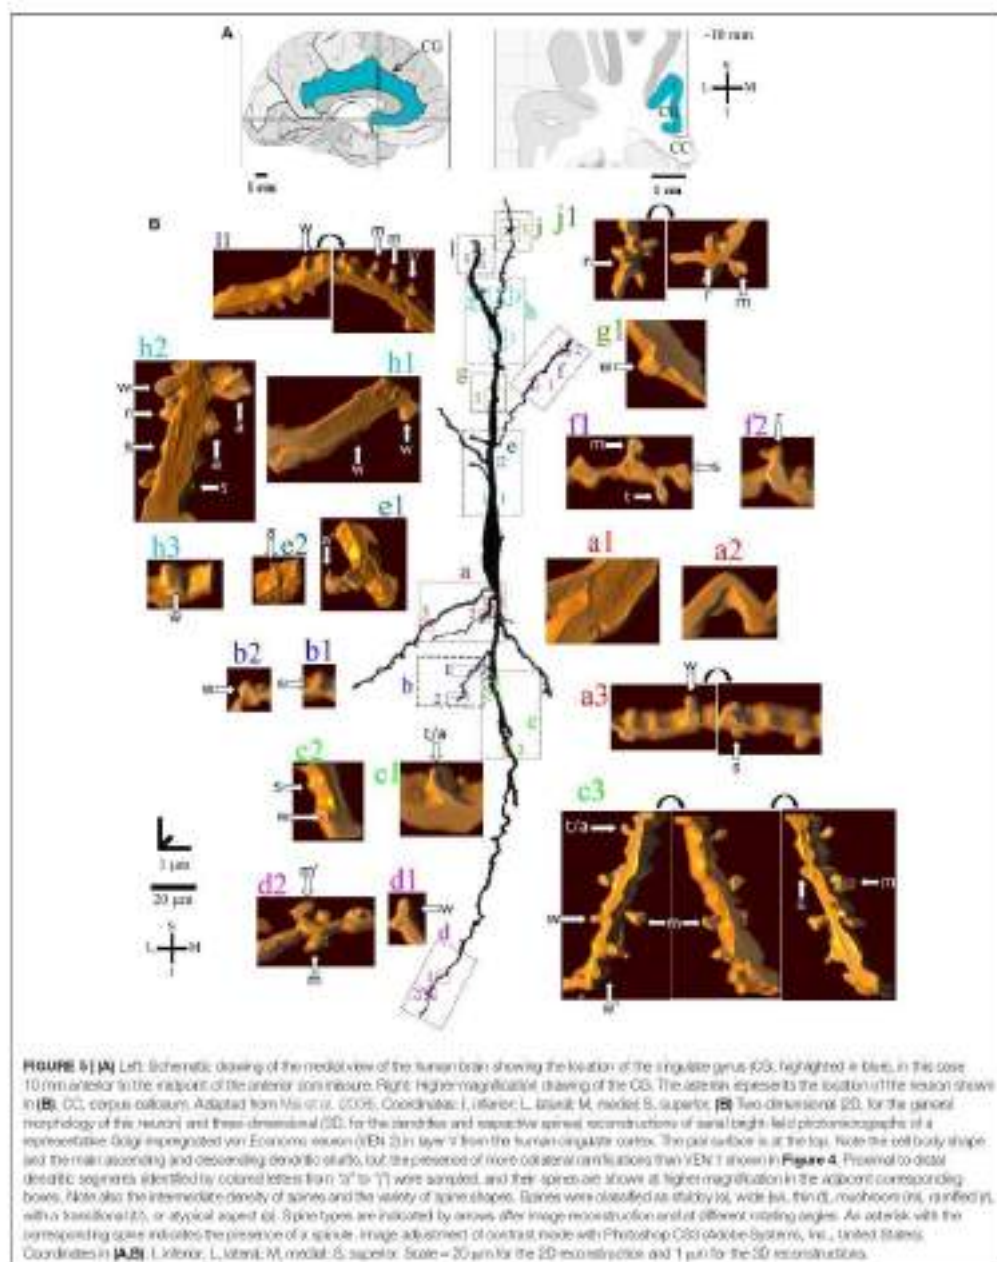 A
CG
~10 mm
S
L M
I
CG
CC
1 cm
1 cm
B
l1
w
m
m
j1
j
l
r
r
m
h2
h1
g1
w
w
r
s
a
s
w
w
g
f
e
f1
f2
m
s
t
e1
h3
e2
w
a
a1
a2
b2
b1
w
b
a3
w
s
c
t/a
c2
c1
s
w
c3
t/a
w
m
m
w*
1 µm
20 µm
d2
d1
m*
w
m
S
L M
I
d
FIGURE 5 | (A) Left: Schematic drawing of the medial view of the human brain showing the location of the cingulate gyrus (CG, highlighted in blue), in this case
10 mm anterior to the midpoint of the anterior commissure. Right: Higher magnification drawing of the CG. The asterisk represents the location of the neuron shown
in (B). CC, corpus callosum. Adapted from Mai et al. (2008). Coordinates: I, inferior; L, lateral; M, medial; S, superior. (B) Two-dimensional (2D, for the general
morphology of this neuron) and three-dimensional (3D, for the dendrites and respective spines) reconstructions of serial bright-field photomicrographs of a
representative Golgi-impregnated von Economo neuron (VEN 2) in layer V from the human cingulate cortex. The pial surface is at the top. Note the cell body shape
and the main ascending and descending dendritic shafts, but the presence of more collateral ramifications than VEN 1 shown in Figure 4. Proximal to distal
dendritic segments (identified by colored letters from "a" to "j") were sampled, and their spines are shown at higher magnification in the adjacent corresponding
boxes. Note also the intermediate density of spines and the variety of spine shapes. Spines were classified as stubby (s), wide (w), thin (t), mushroom (m), ramified (r),
with a transitional (t/), or atypical aspect (a). Spine types are indicated by arrows after image reconstruction and at different rotating angles. An asterisk with the
corresponding spine indicates the presence of a spinule. Image adjustment of contrast made with Photoshop CS3 (Adobe Systems, Inc., United States).
Coordinates in (A,B): I, inferior; L, lateral; M, medial; S, superior. Scale = 20 µm for the 2D reconstruction and 1 µm for the 3D reconstructions.